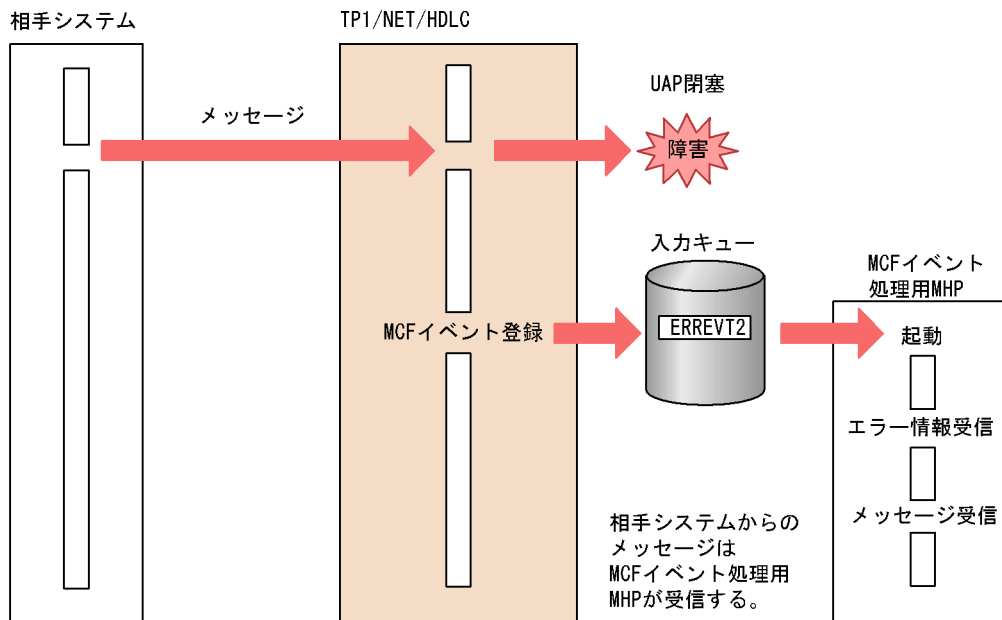 相手システム
TP1/NET/HDLC
メッセージ
UAP閉塞
障害
入力キュー
ERREVT2
MCFイベント登録
MCFイベント
処理用MHP
起動
エラー情報受信
メッセージ受信
相手システムからの
メッセージは
MCFイベント処理用
MHPが受信する。